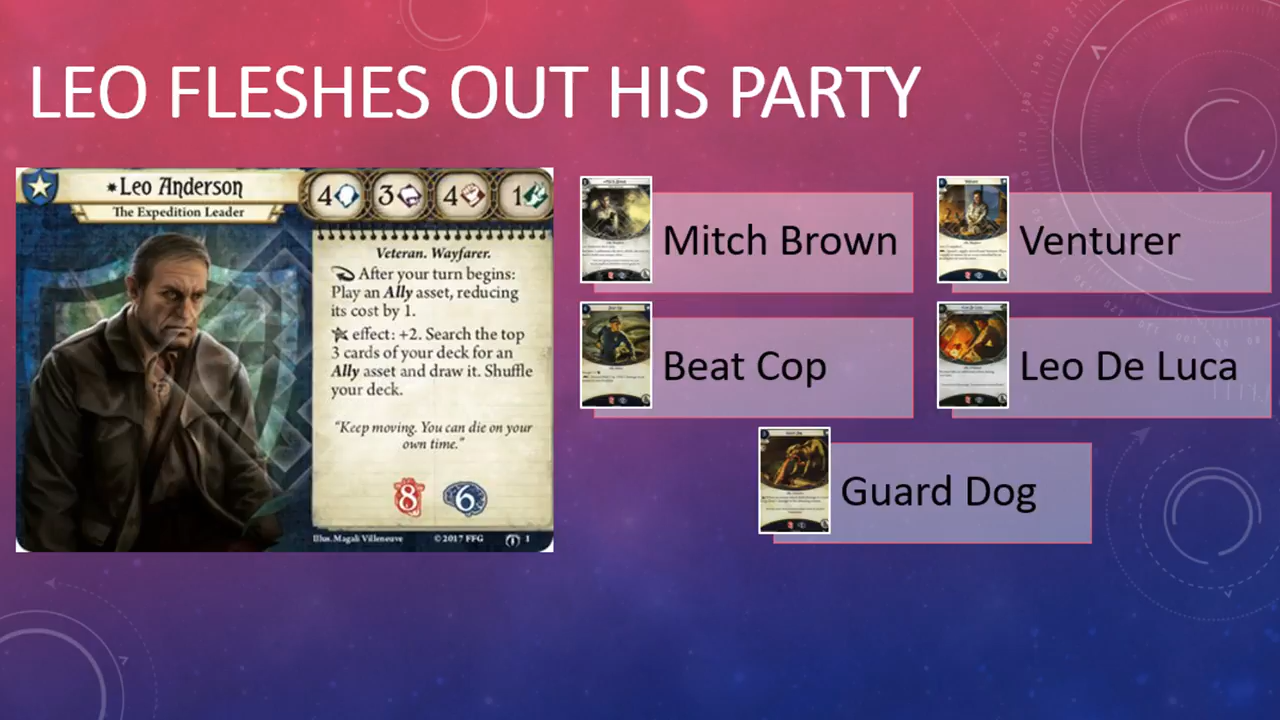 LEO FLESHES OUT HIS PARTY
Leo Anderson
The Expedition Leader
4 3 4 1
Veteran. Wayfarer.
After your turn begins:
Play an Ally asset, reducing
its cost by 1.
effect: +2. Search the top
3 cards of your deck for an
Ally asset and draw it. Shuffle
your deck.
"Keep moving. You can die on your
own time."
8 6
Illus. Magali Villeneuve © 2017 FFG 1
Mitch Brown
Venturer
Beat Cop
Leo De Luca
Guard Dog